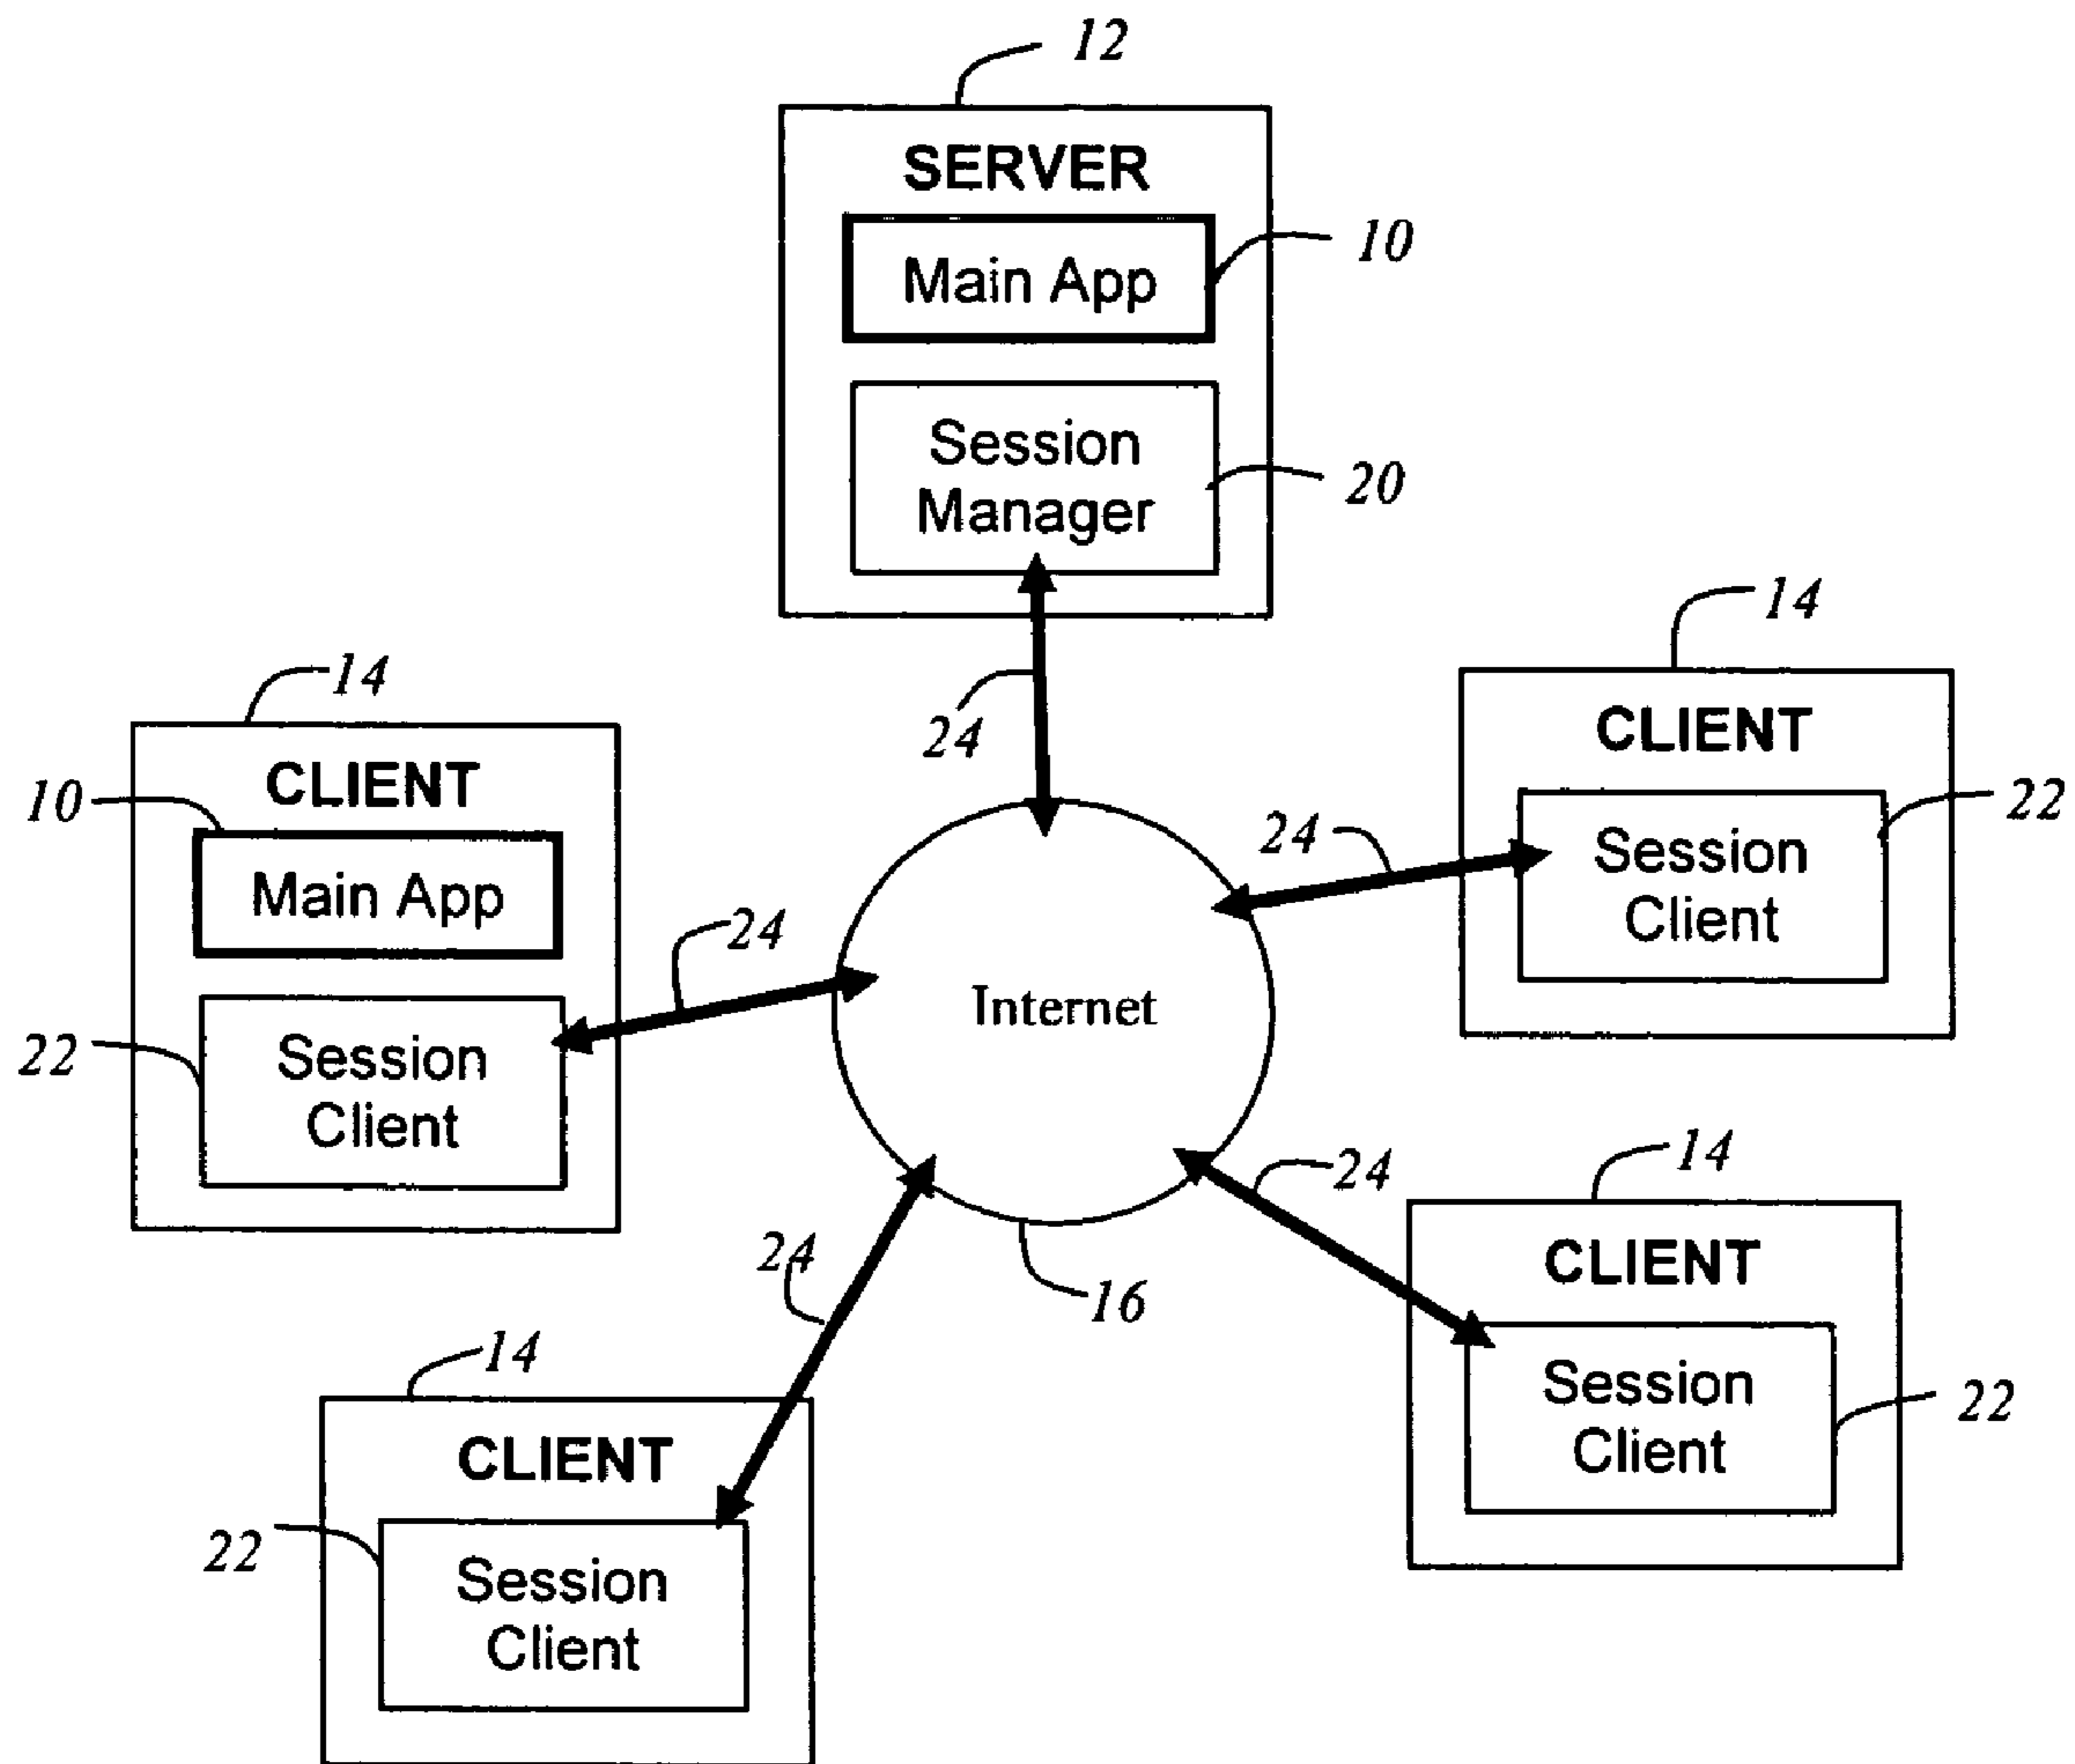 12
SERVER
Main App
10
Session
Manager
20
24
14
CLIENT
10
Main App
24
22
Session
Client
14
CLIENT
24
22
Session
Client
Internet
16
24
14
CLIENT
22
Session
Client
24
14
CLIENT
Session
Client
22